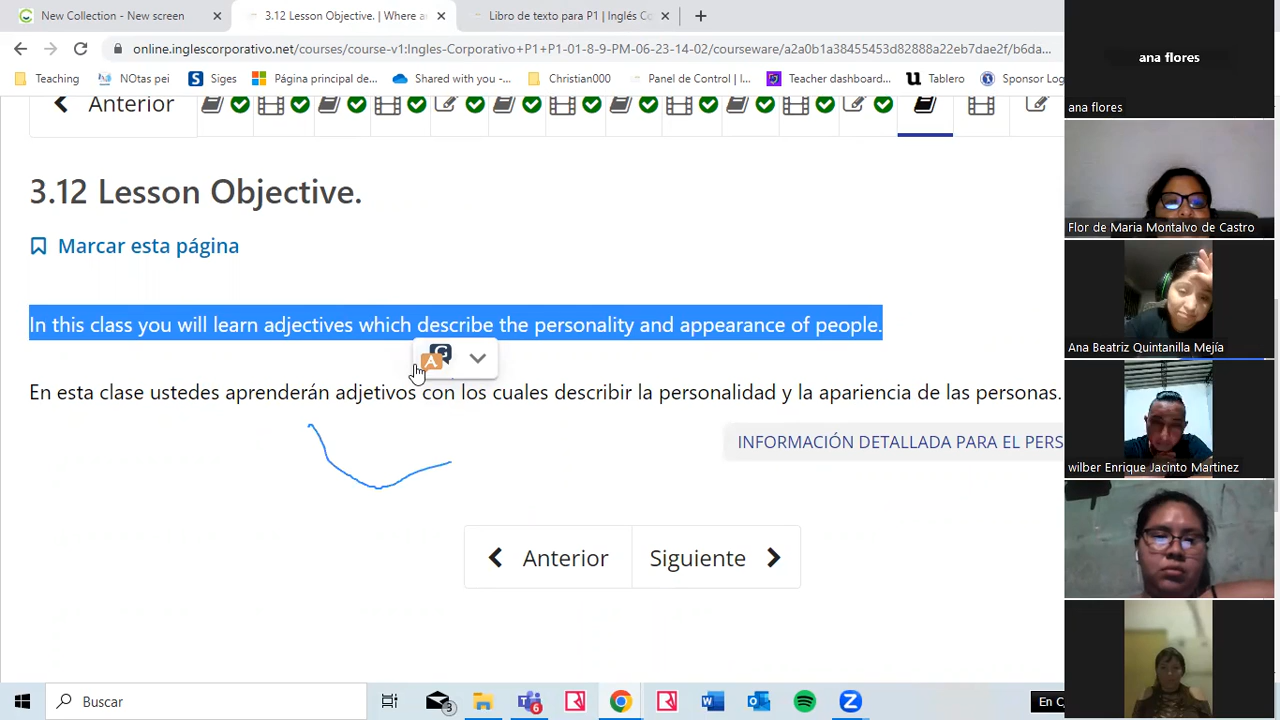 New Collection - New screen
3.12 Lesson Objective. | Where a
Libro de texto para P1 | Inglés Co
online.inglescorporativo.net/courses/course-v1:Ingles-Corporativo+P1+P1-01-8-9-PM-06-23-14-02/courseware/a2a0b1a38455453d82888a22eb7dae2f/b6da...
Teaching
NOtas pei
Siges
Página principal de...
Shared with you -...
Christian000
Panel de Control | I...
Teacher dashboard...
Tablero
Sponsor Log
Anterior
3.12 Lesson Objective.
Marcar esta página
In this class you will learn adjectives which describe the personality and appearance of people.
En esta clase ustedes aprenderán adjetivos con los cuales describir la personalidad y la apariencia de las personas.
INFORMACIÓN DETALLADA PARA EL PERS
Anterior
Siguiente
Buscar
3
6
En C
ana flores
ana flores
Flor de Maria Montalvo de Castro
Ana Beatriz Quintanilla Mejía
wilber Enrique Jacinto Martinez